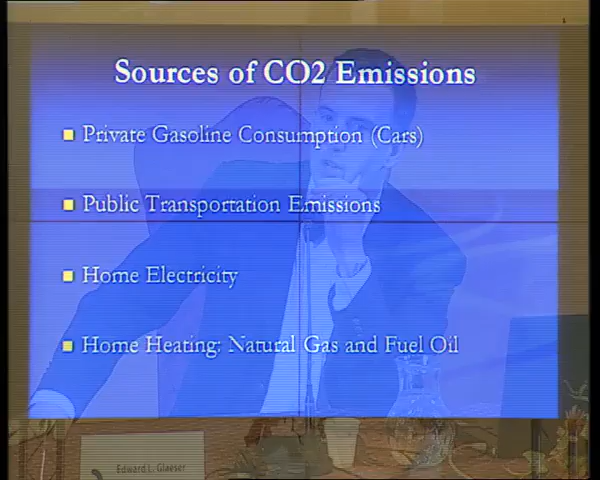 Sources of CO2 Emissions
Private Gasoline Consumption (Cars)
Public Transportation Emissions
Home Electricity
Home Heating: Natural Gas and Fuel Oil
Edward L. Glaeser